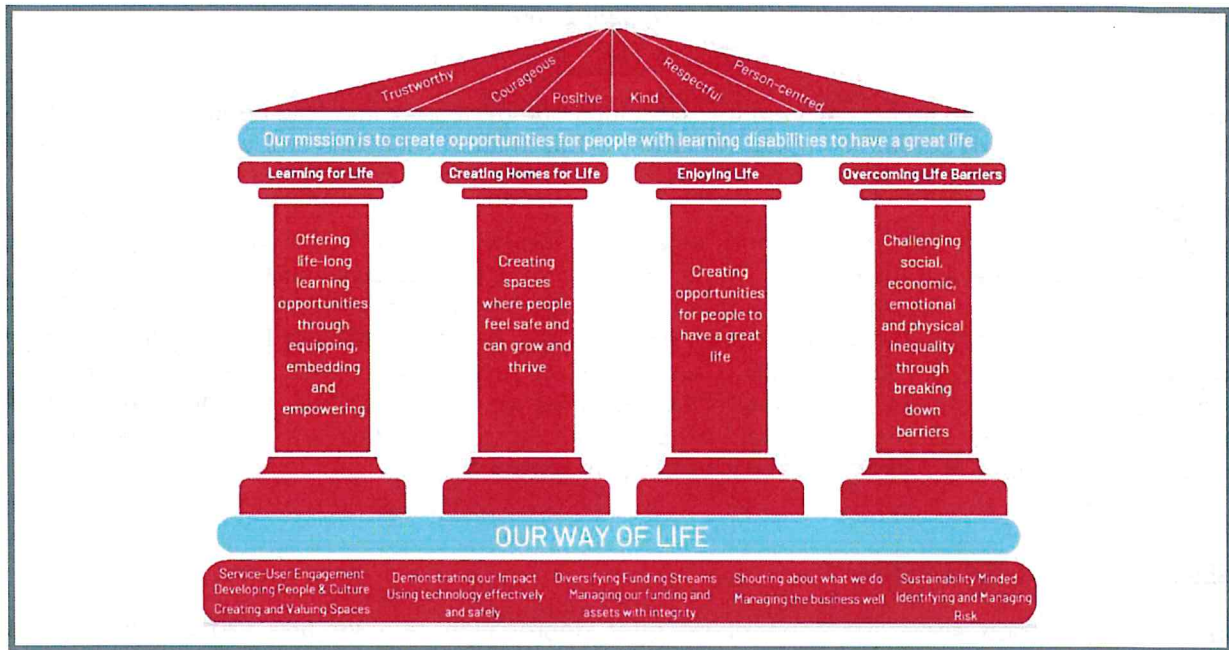 Trustworthy
Courageous
Positive
Kind
Respectful
Person-centred
Our mission is to create opportunities for people with learning disabilities to have a great life
Learning for Life
Offering
life-long
learning
opportunities
through
equipping,
embedding
and
empowering
Creating Homes for Life
Creating
spaces
where people
feel safe and
can grow and
thrive
Enjoying Life
Creating
opportunities
for people to
have a great
life
Overcoming Life Barriers
Challenging
social,
economic,
emotional
and physical
inequality
through
breaking
down
barriers
OUR WAY OF LIFE
Service-User Engagement
Developing People & Culture
Creating and Valuing Spaces
Demonstrating our Impact
Using technology effectively
and safely
Diversifying Funding Streams
Managing our funding and
assets with integrity
Shouting about what we do
Managing the business well
Sustainability Minded
Identifying and Managing
Risk